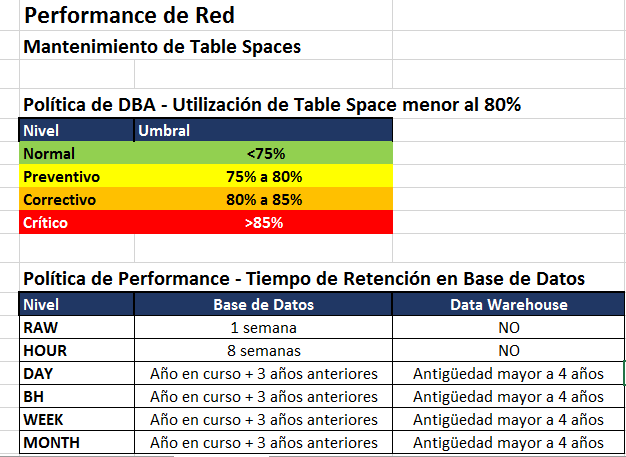 Performance de Red
Mantenimiento de Table Spaces
Política de DBA - Utilización de Table Space menor al 80%
Nivel Umbral
Normal <75%
Preventivo 75% a 80%
Correctivo 80% a 85%
Crítico >85%
Política de Performance - Tiempo de Retención en Base de Datos
Nivel Base de Datos Data Warehouse
RAW 1 semana NO
HOUR 8 semanas NO
DAY Año en curso + 3 años anteriores Antigüedad mayor a 4 años
BH Año en curso + 3 años anteriores Antigüedad mayor a 4 años
WEEK Año en curso + 3 años anteriores Antigüedad mayor a 4 años
MONTH Año en curso + 3 años anteriores Antigüedad mayor a 4 años